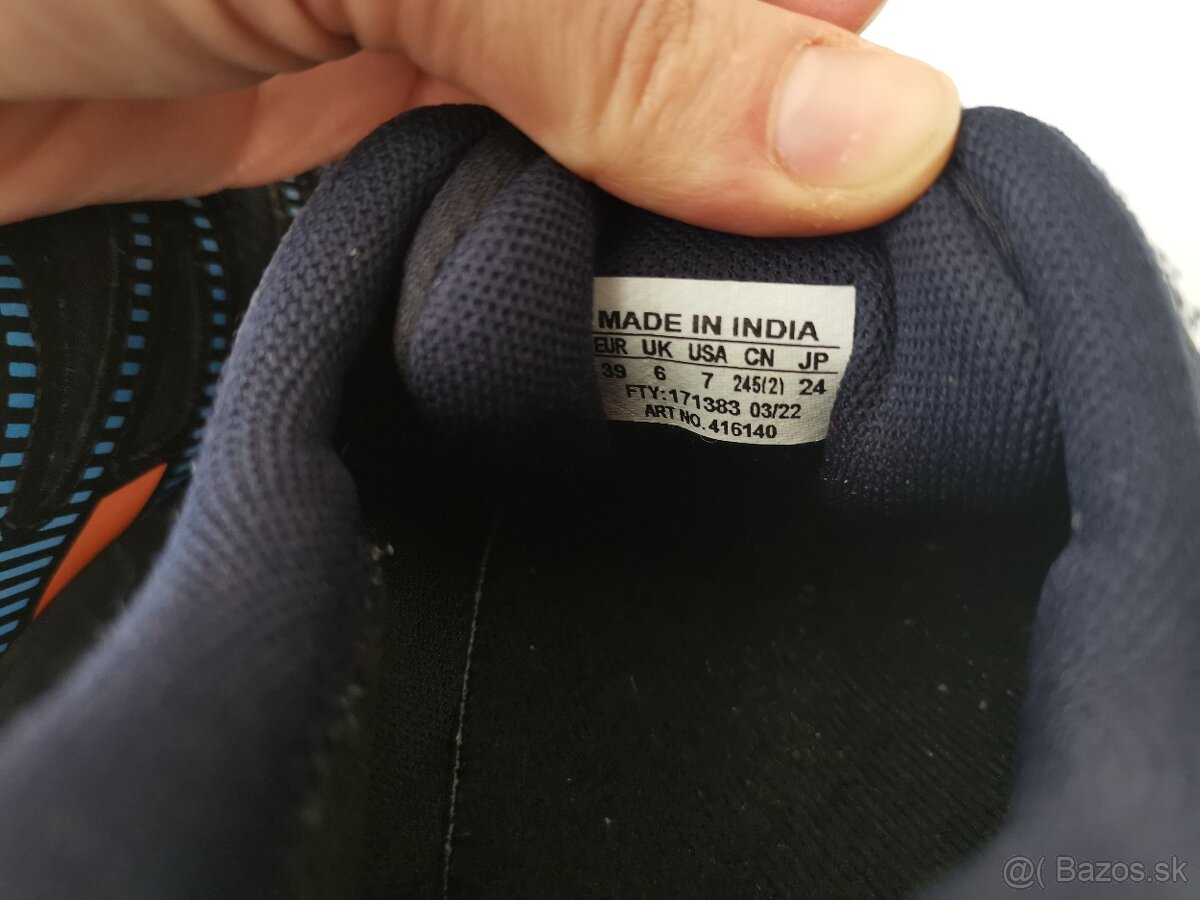 MADE IN INDIA
EUR UK USA CN JP
39 6 7 245(2) 24
FTY:171383 03/22
ART NO. 416140
@( Bazos.sk